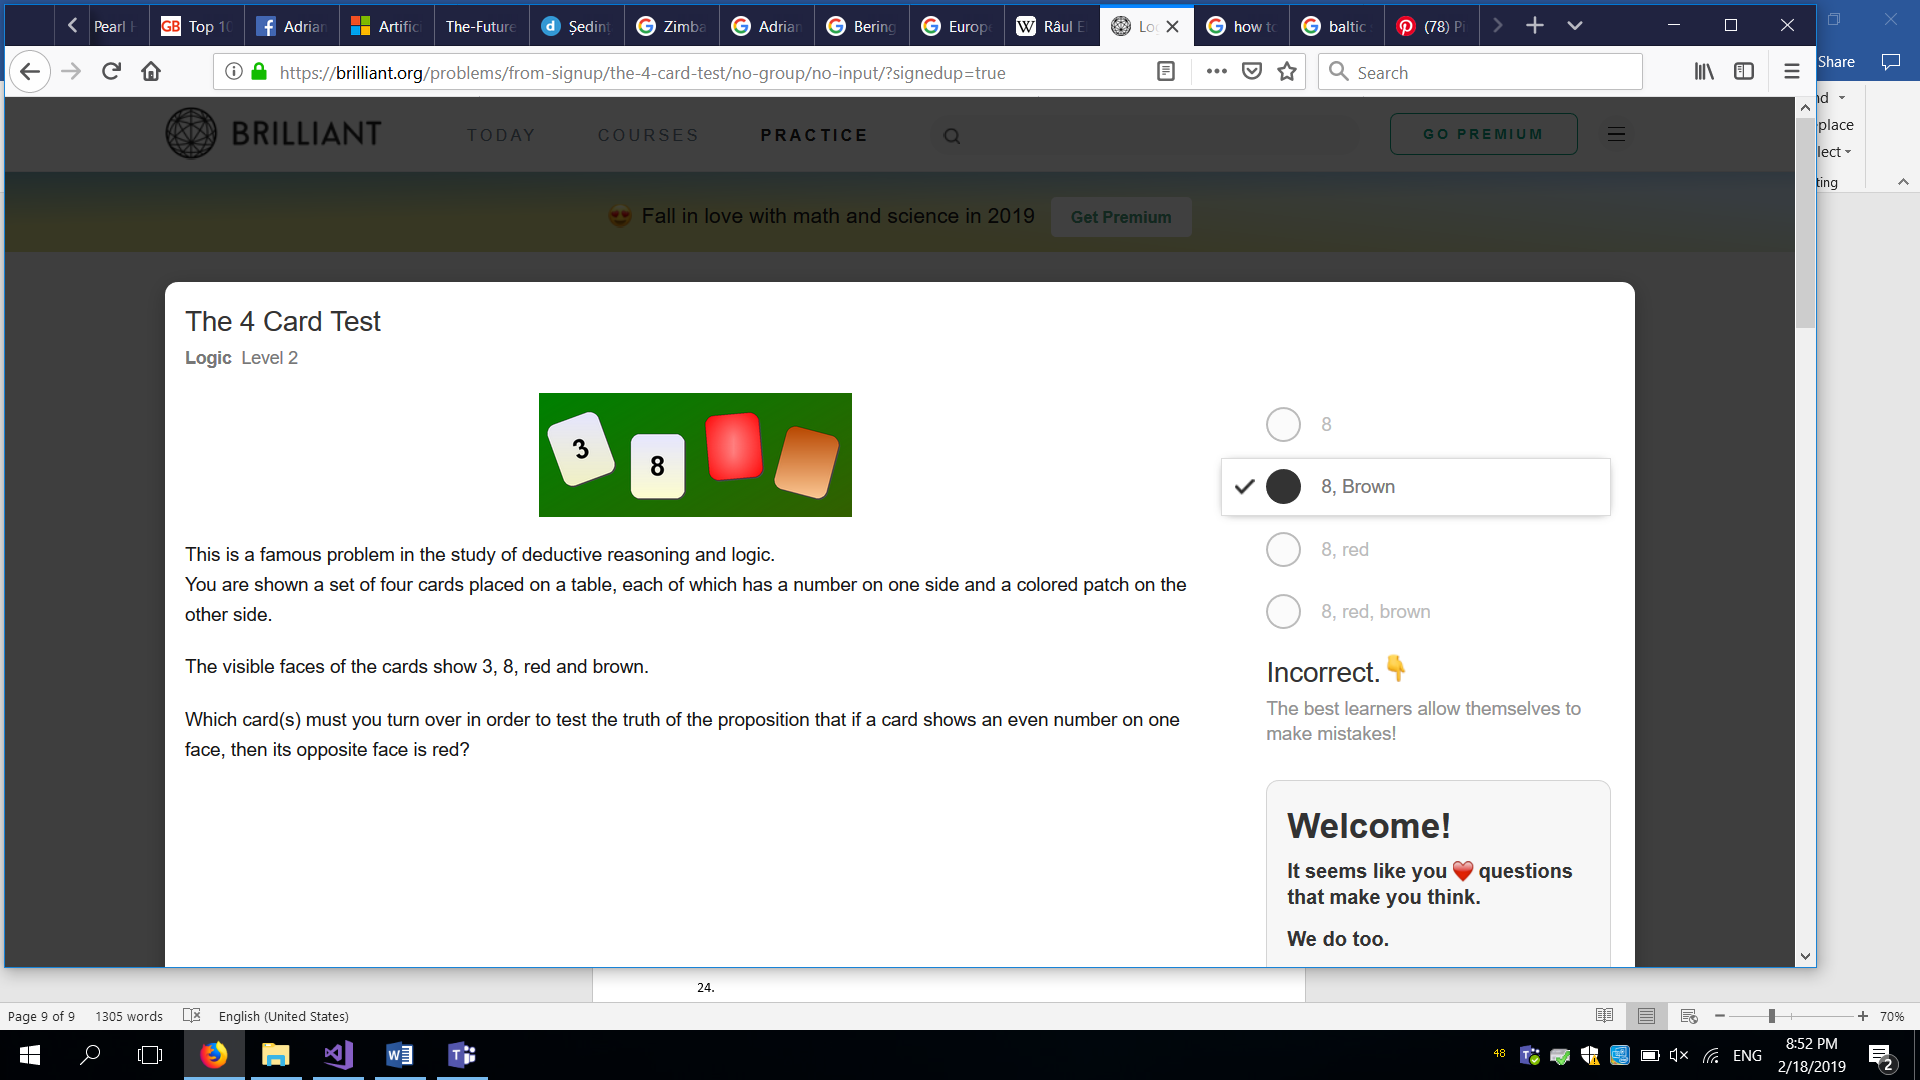 Pearl
Top 10
Adrian
Artific
The-Future
Ședinț
Zimba
Adrian
Bering
Europe
Râul E
Lo
how to
baltic
(78) Pi
https://brilliant.org/problems/from-signup/the-4-card-test/no-group/no-input/?signedup=true
Search
Share
nd
place
lect
ting
BRILLIANT
TODAY
COURSES
PRACTICE
GO PREMIUM
Fall in love with math and science in 2019
Get Premium
The 4 Card Test
Logic Level 2
3
8
This is a famous problem in the study of deductive reasoning and logic.
You are shown a set of four cards placed on a table, each of which has a number on one side and a colored patch on the
other side.
The visible faces of the cards show 3, 8, red and brown.
Which card(s) must you turn over in order to test the truth of the proposition that if a card shows an even number on one
face, then its opposite face is red?
8
8, Brown
8, red
8, red, brown
Incorrect.👇
The best learners allow themselves to
make mistakes!
Welcome!
It seems like you ❤️ questions
that make you think.
We do too.
24.
Page 9 of 9
1305 words
English (United States)
70%
48
ENG
8:52 PM
2/18/2019
2